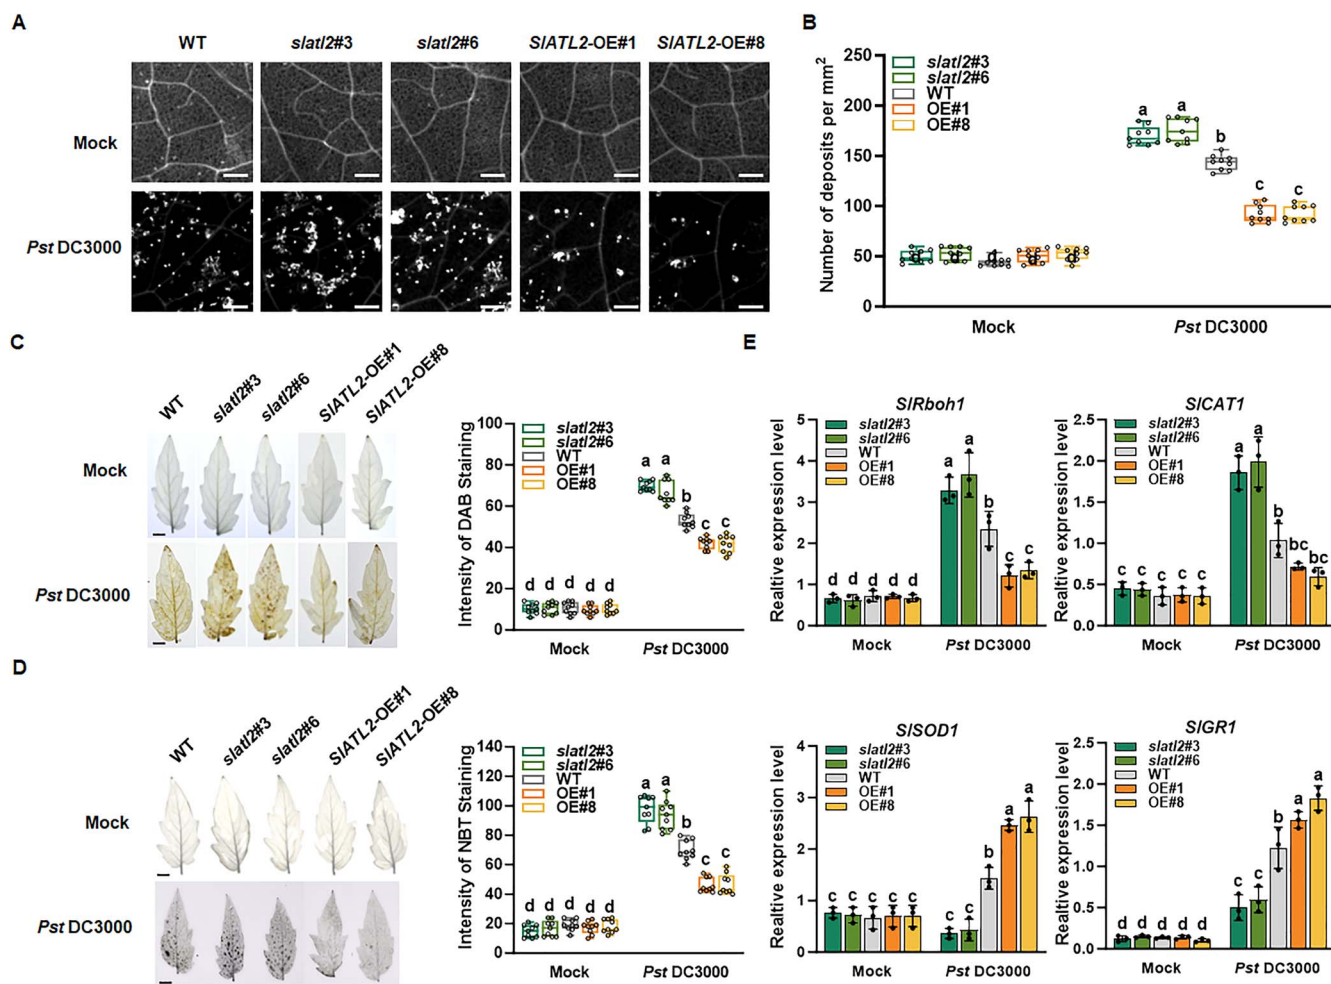 A
WT
slatl2#3
slatl2#6
SlATL2-OE#1
SlATL2-OE#8
Mock
Pst DC3000
B
Number of deposits per mm2
250
200
150
100
50
0
slatl2#3
slatl2#6
WT
OE#1
OE#8
d
d
d
d
d
a
a
b
c
c
Mock
Pst DC3000
C
WT
slatl2#3
slatl2#6
SlATL2-OE#1
SlATL2-OE#8
Mock
Pst DC3000
Intensity of DAB Staining
100
80
60
40
20
0
slatl2#3
slatl2#6
WT
OE#1
OE#8
d d d d d
a a b c c
Mock
Pst DC3000
D
WT
slatl2#3
slatl2#6
SlATL2-OE#1
SlATL2-OE#8
Mock
Pst DC3000
Intensity of NBT Staining
140
120
100
80
60
40
20
0
slatl2#3
slatl2#6
WT
OE#1
OE#8
d d d d d
a a b c c
Mock
Pst DC3000
E
SlRboh1
Realtive expression level
5
4
3
2
1
0
slatl2#3
slatl2#6
WT
OE#1
OE#8
d d d d d
a a b c c
Mock
Pst DC3000
SlCAT1
Realtive expression level
2.5
2.0
1.5
1.0
0.5
0.0
slatl2#3
slatl2#6
WT
OE#1
OE#8
c c c c c
a a b bc bc
Mock
Pst DC3000
SlSOD1
Realtive expression level
4
3
2
1
0
slatl2#3
slatl2#6
WT
OE#1
OE#8
c c c c c
c c b a a
Mock
Pst DC3000
SlGR1
Realtive expression level
2.5
2.0
1.5
1.0
0.5
0.0
slatl2#3
slatl2#6
WT
OE#1
OE#8
d d d d d
c c b a a
Mock
Pst DC3000